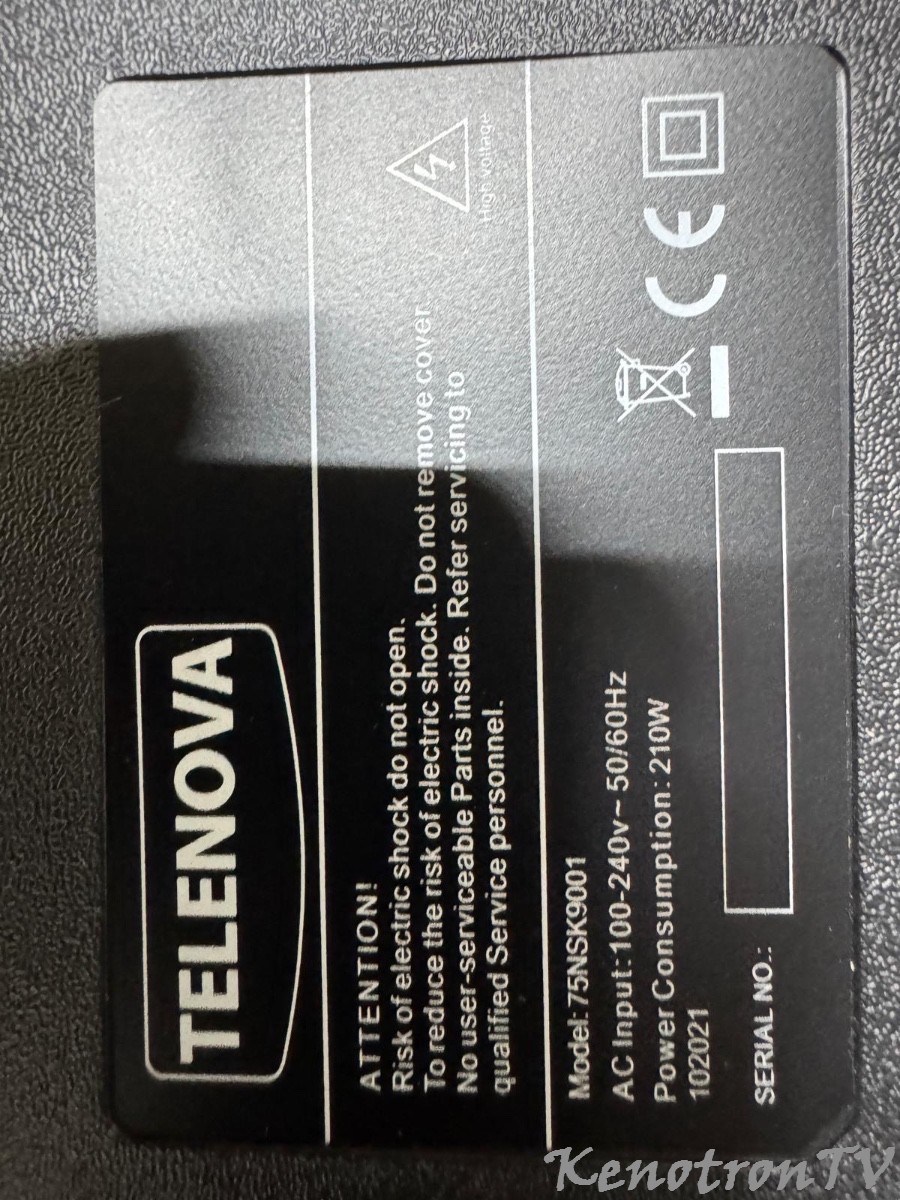 TELENOVA
ATTENTION!
Risk of electric shock do not open.
To reduce the risk of electric shock. Do not remove cover.
No user-serviceable Parts inside. Refer servicing to
qualified Service personnel.
High voltage
Model: 75NSK9001
AC Input:100-240v~ 50/60Hz
Power Consumption:210W
102021
SERIAL NO.:
CE
KenotronTV